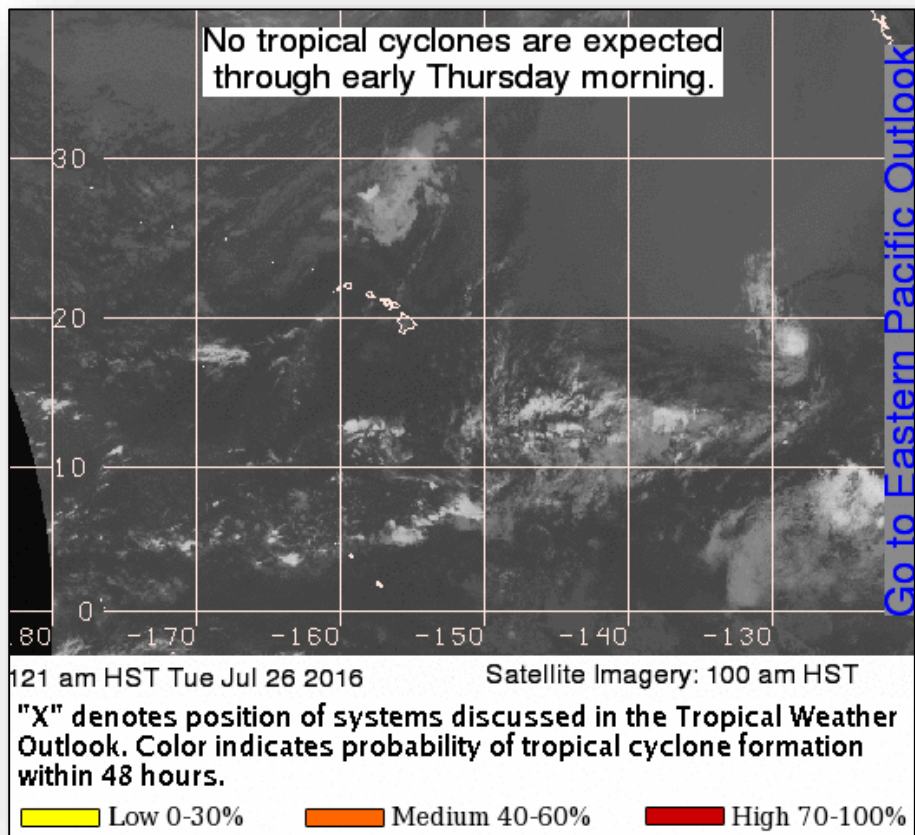 No tropical cyclones are expected
through early Thursday morning.
Go to Eastern Pacific Outlook
30
20
10
0
80 -170 -160 -150 -140 -130
121 am HST Tue Jul 26 2016 Satellite Imagery: 100 am HST
"X" denotes position of systems discussed in the Tropical Weather
Outlook. Color indicates probability of tropical cyclone formation
within 48 hours.
Low 0-30% Medium 40-60% High 70-100%